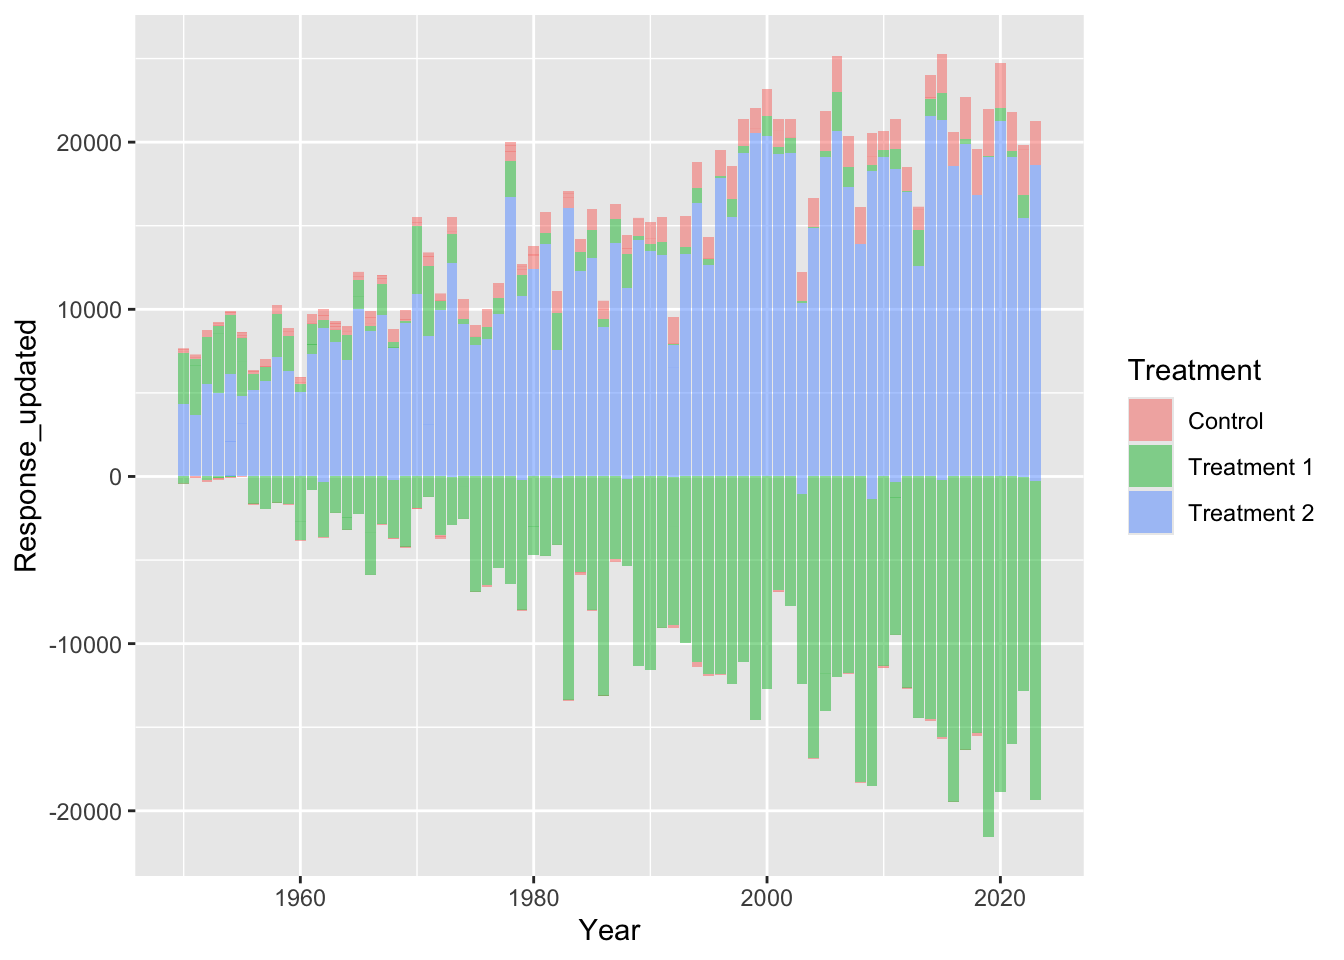 20000
10000
0
-10000
-20000
Response_updated
1960
1980
2000
2020
Year
Treatment
Control
Treatment 1
Treatment 2